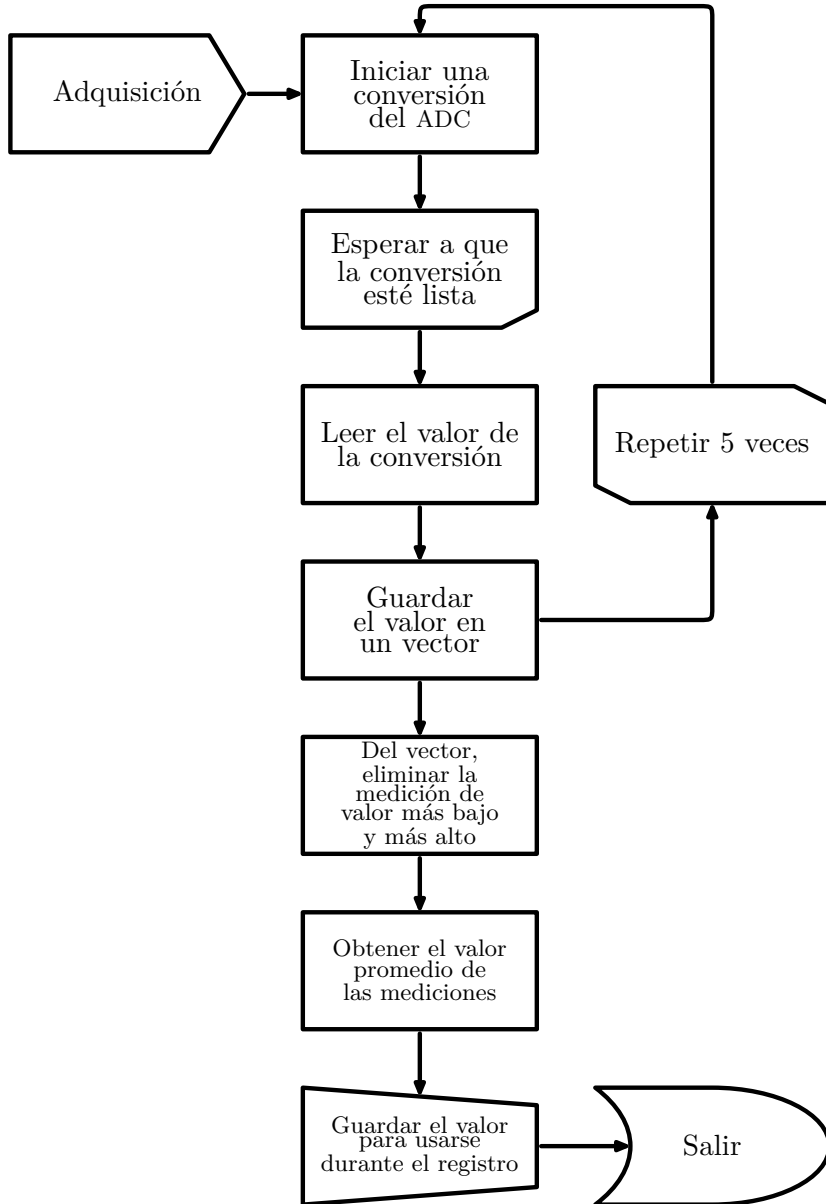 Adquisición
Iniciar una
conversión
del ADC
Esperar a que
la conversión
esté lista
Leer el valor de
la conversión
Repetir 5 veces
Guardar
el valor en
un vector
Del vector,
eliminar la
medición de
valor más bajo
y más alto
Obtener el valor
promedio de
las mediciones
Guardar el valor
para usarse
durante el registro
Salir